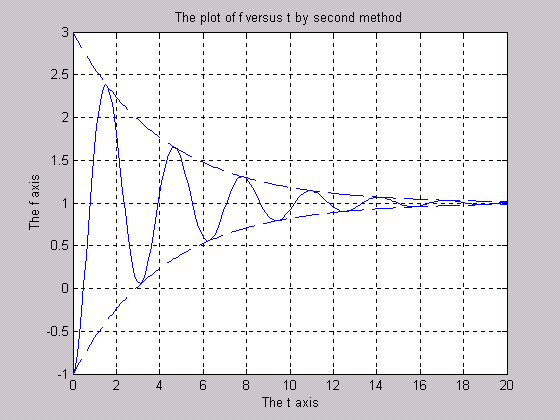 The plot of f versus t by second method
3
2.5
2
1.5
1
0.5
0
-0.5
-1
The f axis
0 2 4 6 8 10 12 14 16 18 20
The t axis